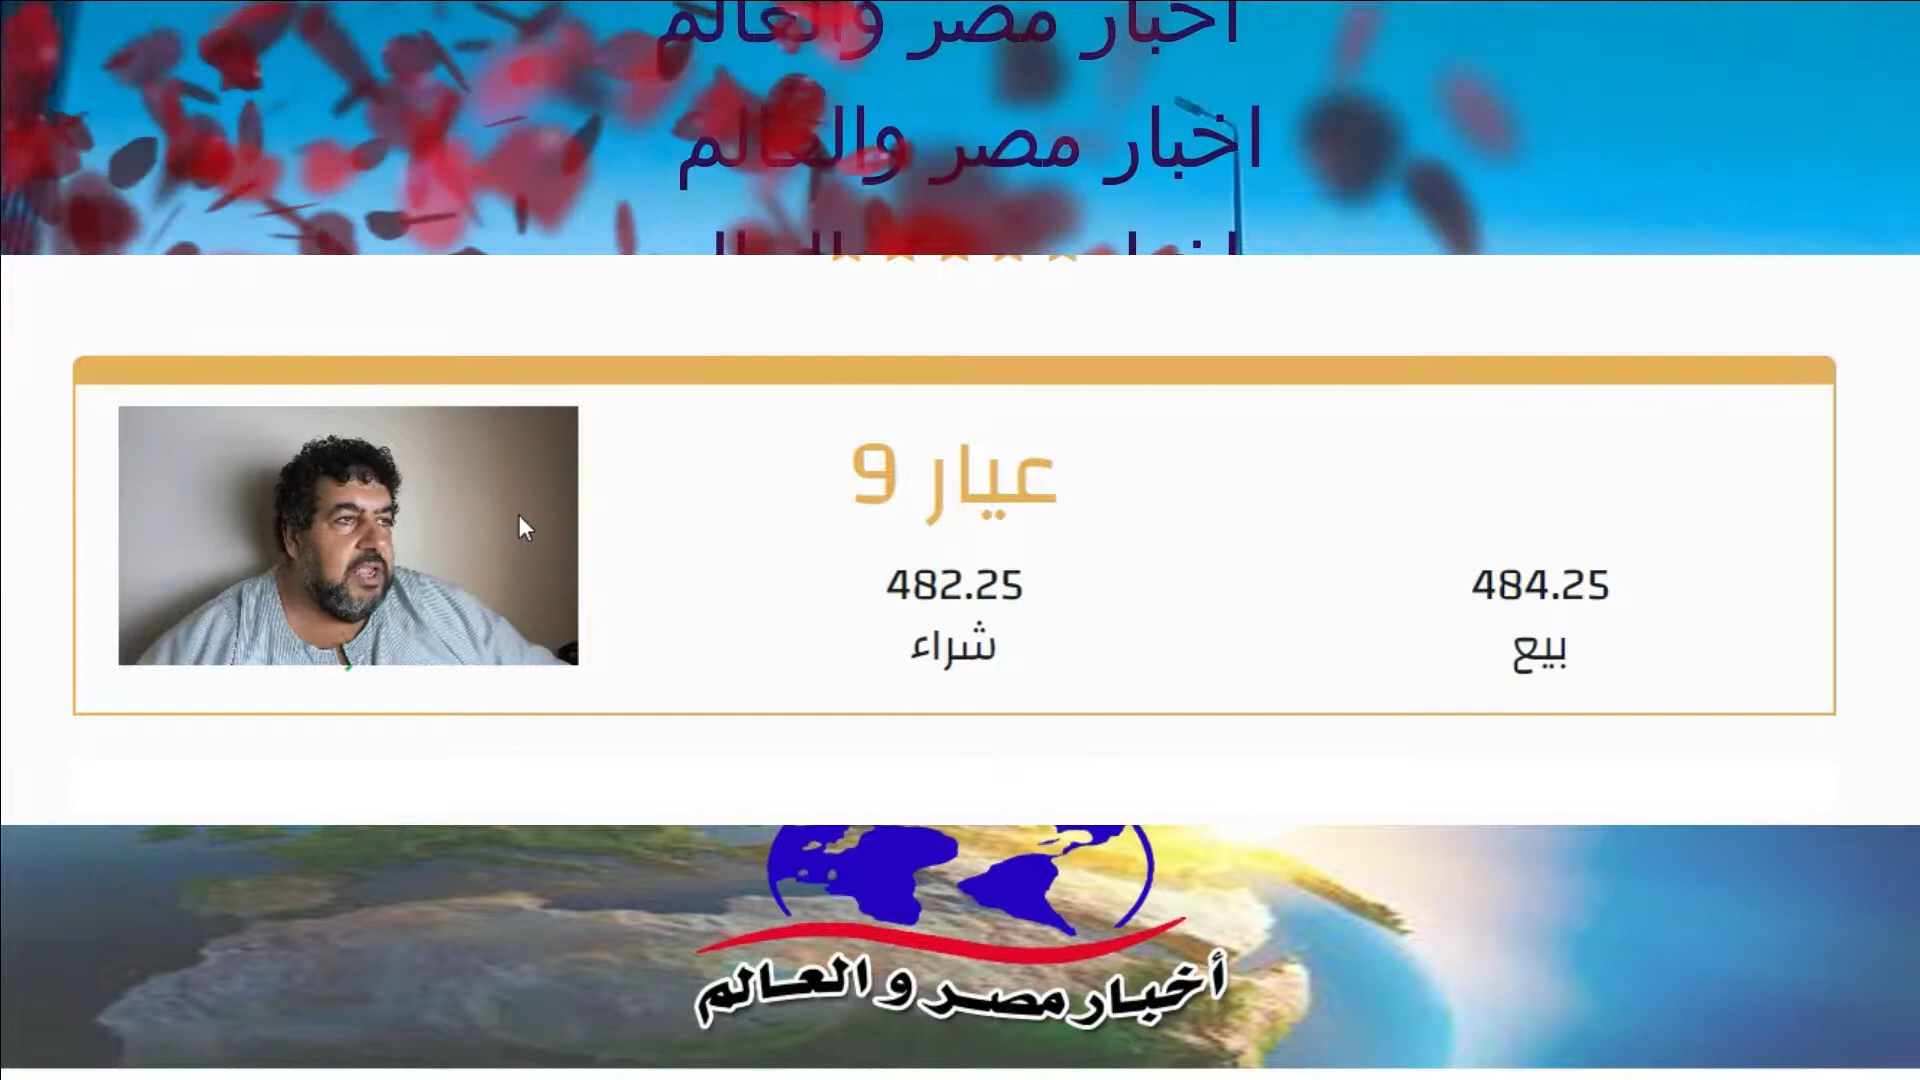 اخبار مصر والعالم
اخبار مصر والعالم
عيار 9
484.25
482.25
بيع
شراء
أخبار مصر و العالم